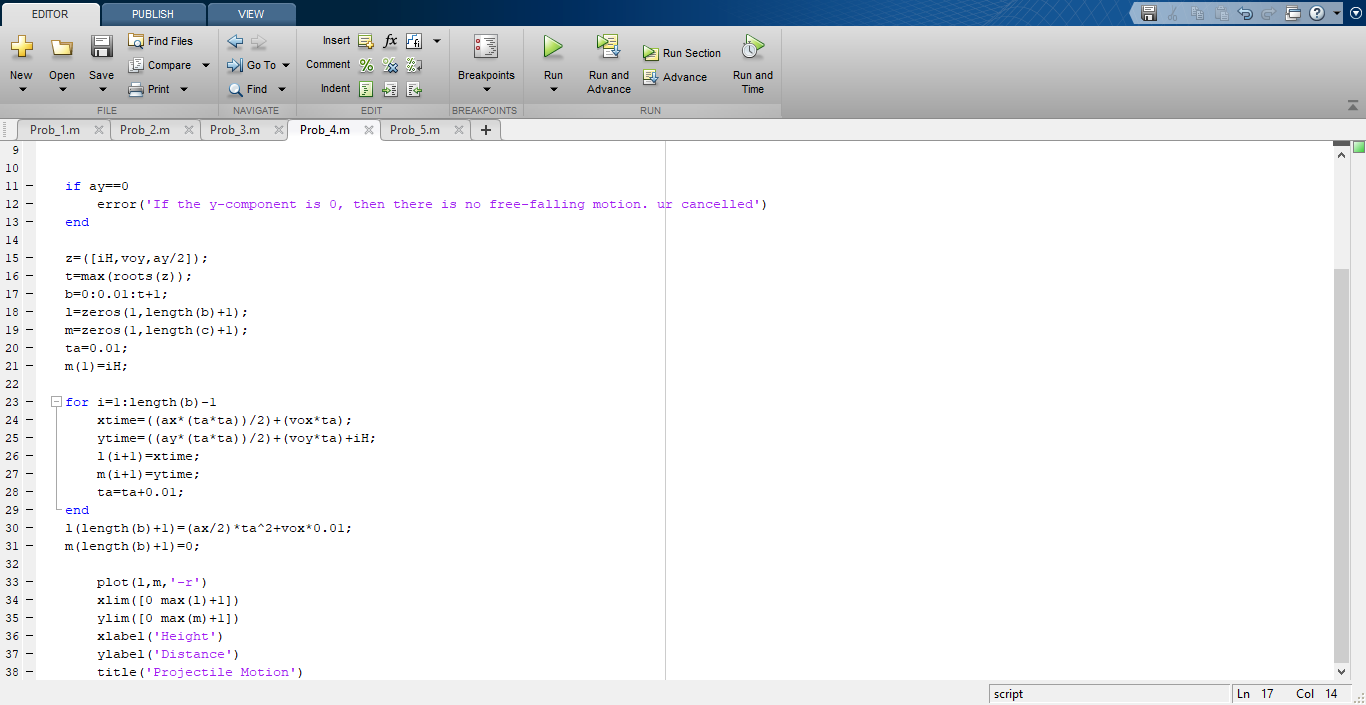 EDITOR PUBLISH VIEW
New Open Save Find Files Compare Print
Insert fx
Comment
Indent
Go To
Find
Breakpoints
Run
Run and Advance
Run Section
Advance
Run and Time
FILE NAVIGATE EDIT BREAKPOINTS RUN
Prob_1.m Prob_2.m Prob_3.m Prob_4.m Prob_5.m
9
10
11 if ay==0
12 error('If the y-component is 0, then there is no free-falling motion. ur cancelled')
13 end
14
15 z=([iH,voy,ay/2]);
16 t=max(roots(z));
17 b=0:0.01:t+1;
18 l=zeros(1,length(b)+1);
19 m=zeros(1,length(c)+1);
20 ta=0.01;
21 m(1)=iH;
22
23 for i=1:length(b)-1
24 xtime=((ax*(ta*ta))/2)+(vox*ta);
25 ytime=((ay*(ta*ta))/2)+(voy*ta)+iH;
26 l(i+1)=xtime;
27 m(i+1)=ytime;
28 ta=ta+0.01;
29 end
30 l(length(b)+1)=(ax/2)*ta^2+vox*0.01;
31 m(length(b)+1)=0;
32
33 plot(l,m,'-r')
34 xlim([0 max(l)+1])
35 ylim([0 max(m)+1])
36 xlabel('Height')
37 ylabel('Distance')
38 title('Projectile Motion')
script Ln 17 Col 14